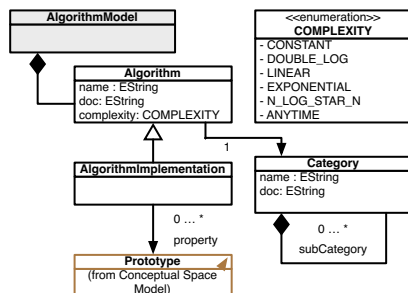 AlgorithmModel
<<enumeration>>
COMPLEXITY
- CONSTANT
- DOUBLE_LOG
- LINEAR
- EXPONENTIAL
- N_LOG_STAR_N
- ANYTIME
Algorithm
name : EString
doc: EString
complexity: COMPLEXITY
1
AlgorithmImplementation
Category
name : EString
doc: EString
0 ... *
property
0 ... *
subCategory
Prototype
(from Conceptual Space
Model)